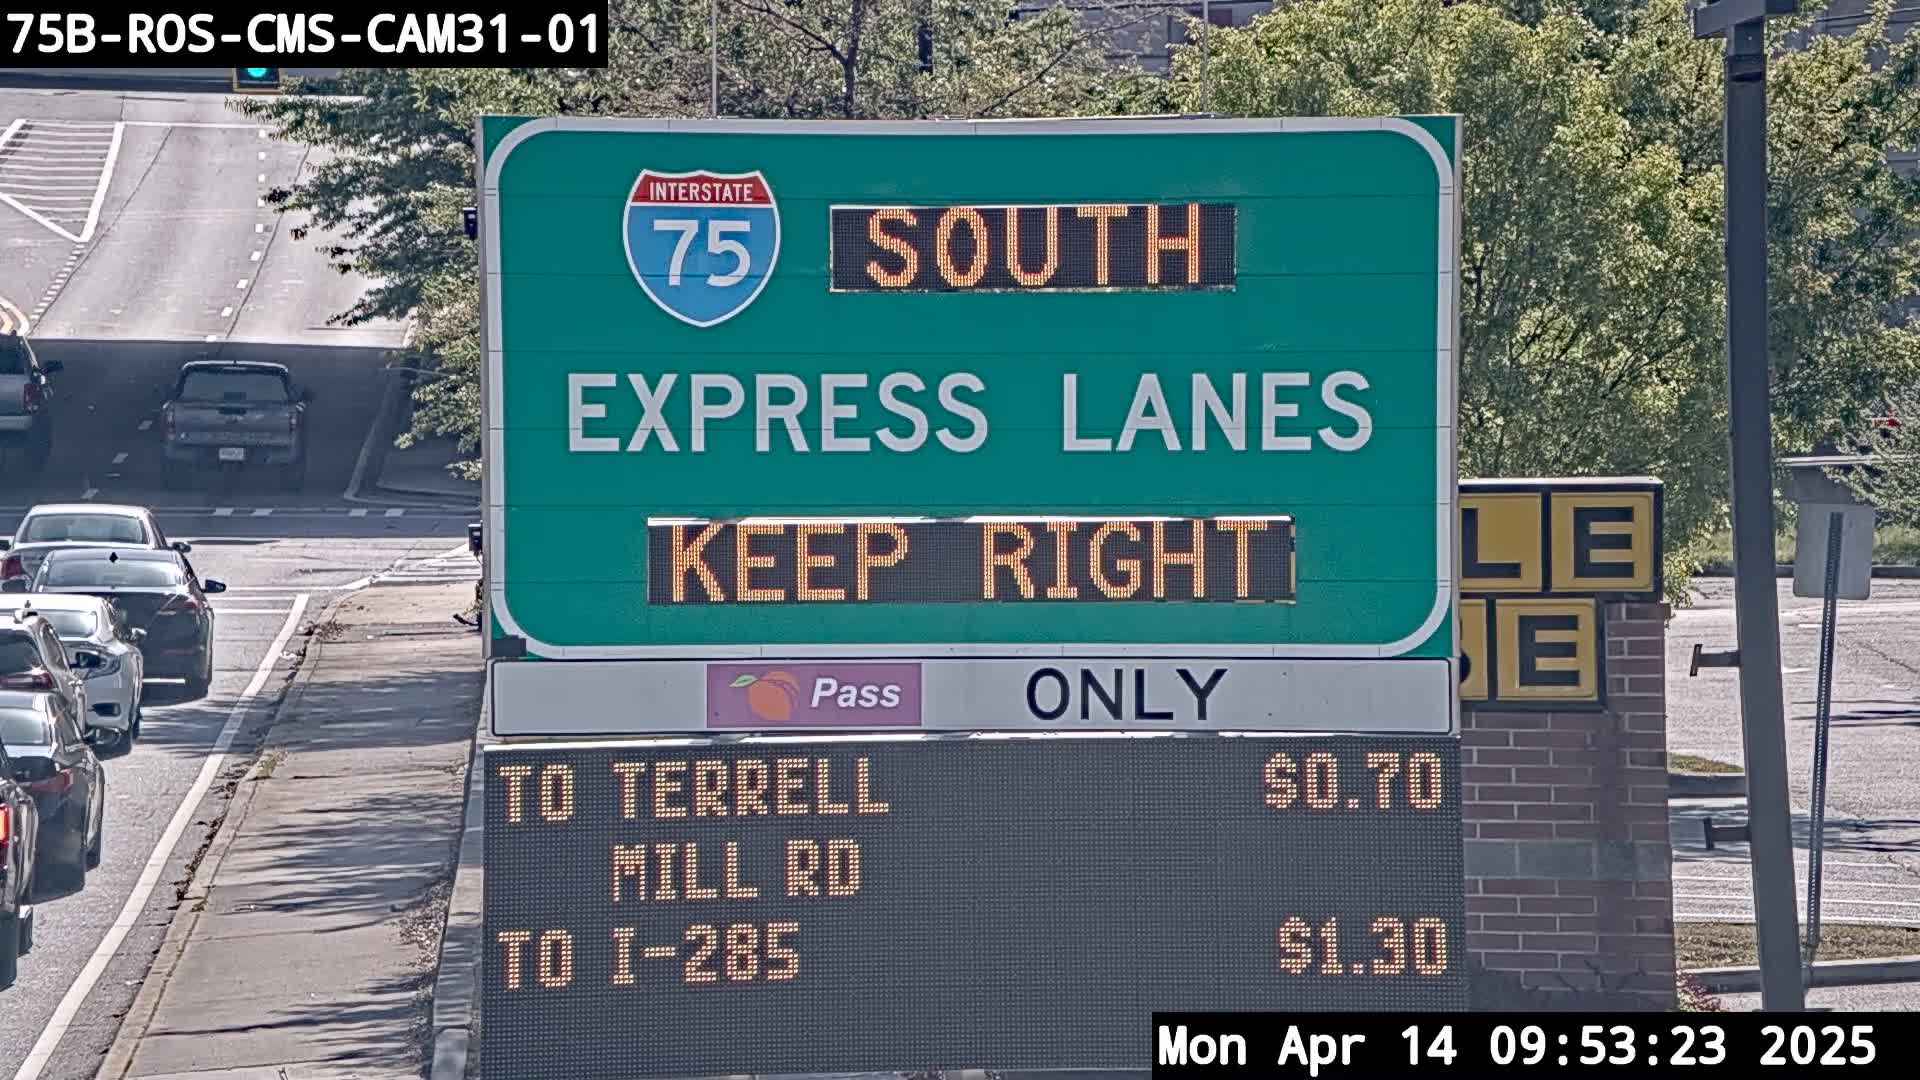 75B-ROS-CMS-CAM31-01
INTERSTATE
75
SOUTH
EXPRESS LANES
KEEP RIGHT
Pass ONLY
TO TERRELL $0.70
MILL RD
TO I-285 $1.30
LE
E
Mon Apr 14 09:53:23 2025